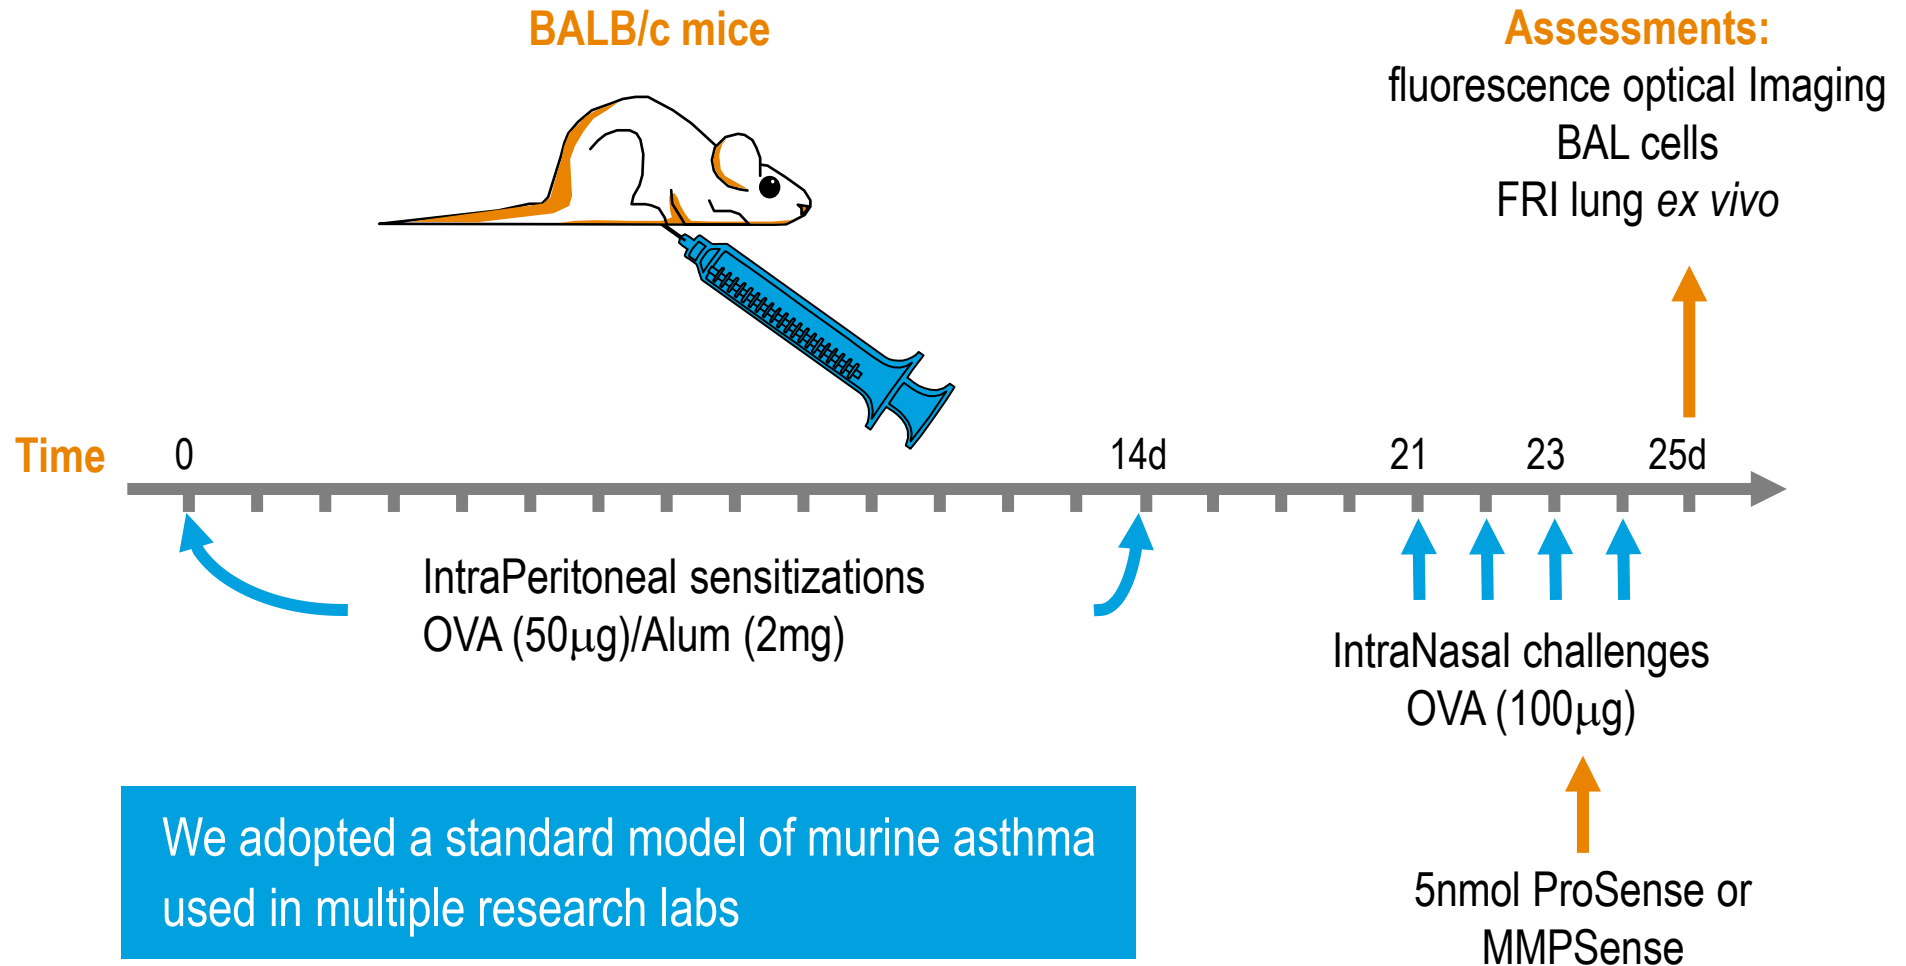 BALB/c mice
Assessments:
fluorescence optical Imaging
BAL cells
FRI lung ex vivo
Time
0
14d
21
23
25d
IntraPeritoneal sensitizations
OVA (50μg)/Alum (2mg)
IntraNasal challenges
OVA (100μg)
We adopted a standard model of murine asthma
used in multiple research labs
5nmol ProSense or
MMPSense